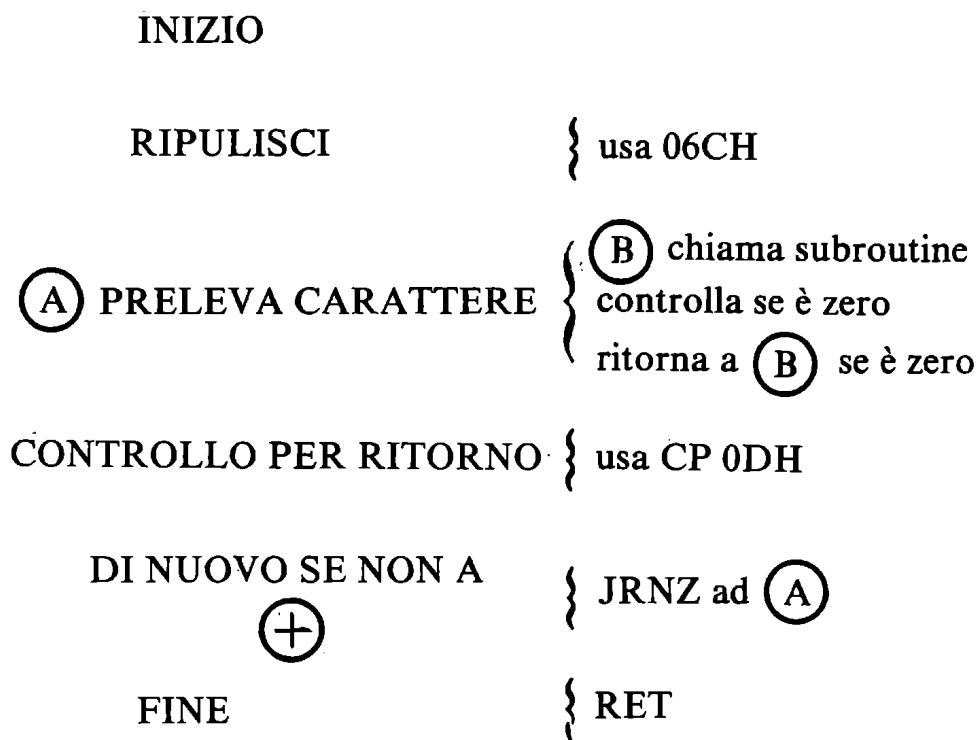 INIZIO
RIPULISCI } usa 06CH
B chiama subroutine
A PRELEVA CARATTERE { controlla se è zero
ritorna a B se è zero
CONTROLLO PER RITORNO } usa CP 0DH
DI NUOVO SE NON A } JRNZ ad A
+
FINE } RET